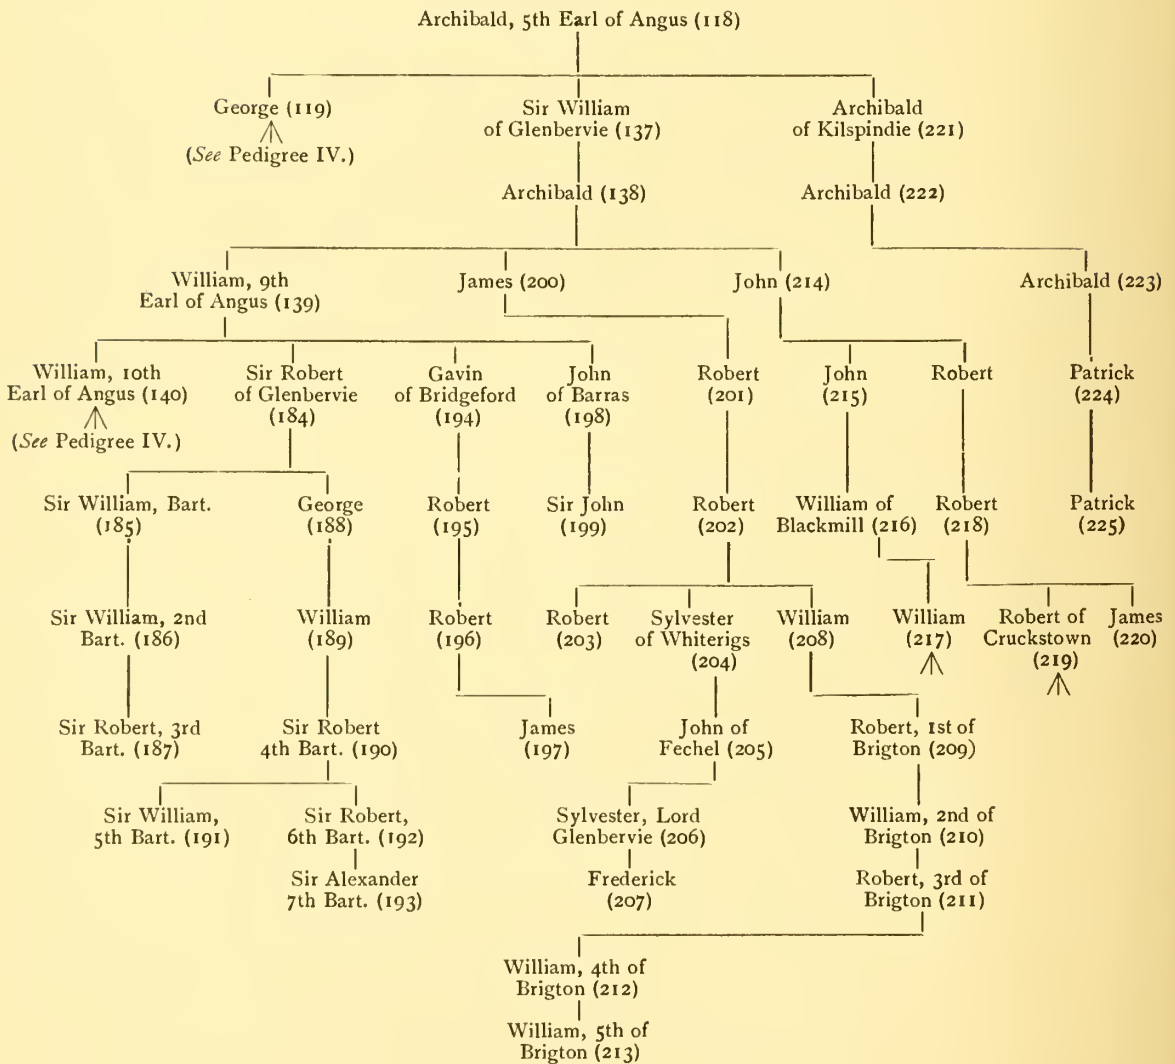 Archibald, 5th Earl of Angus (118)
George (119)
(See Pedigree IV.)
Sir William
of Glenbervie (137)
Archibald
of Kilspindie (221)
Archibald (138)
Archibald (222)
William, 9th
Earl of Angus (139)
James (200)
John (214)
Archibald (223)
William, 10th
Earl of Angus (140)
(See Pedigree IV.)
Sir Robert
of Glenbervie
(184)
Gavin
of Bridgeford
(194)
John
of Barras
(198)
Robert
(201)
John
(215)
Robert
Patrick
(224)
Sir William, Bart.
(185)
George
(188)
Robert
(195)
Sir John
(199)
Robert
(202)
William of
Blackmill (216)
Robert
(218)
Patrick
(225)
Sir William, 2nd
Bart. (186)
William
(189)
Robert
(196)
Robert
(203)
Sylvester
of Whiterigs
(204)
William
(208)
William
(217)
Robert of
Cruckstown
(219)
James
(220)
Sir Robert, 3rd
Bart. (187)
Sir Robert
4th Bart. (190)
James
(197)
John of
Fechel (205)
Robert, 1st of
Brigton (209)
Sir William,
5th Bart. (191)
Sir Robert,
6th Bart. (192)
Sylvester, Lord
Glenbervie (206)
William, 2nd of
Brigton (210)
Sir Alexander
7th Bart. (193)
Frederick
(207)
Robert, 3rd of
Brigton (211)
William, 4th of
Brigton (212)
William, 5th of
Brigton (213)